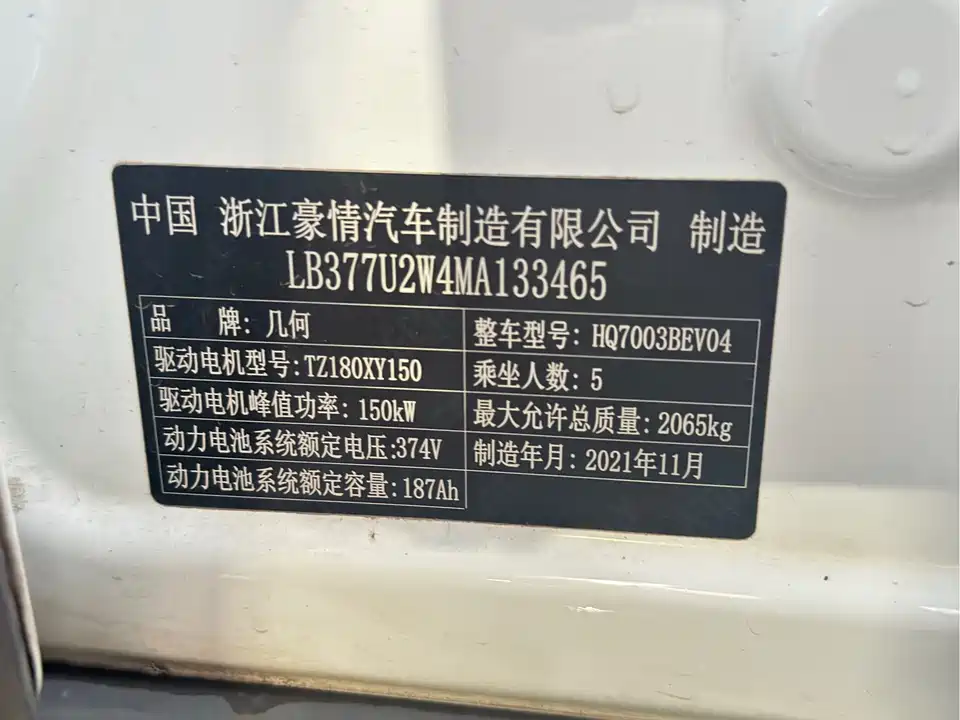 中国 浙江豪情汽车制造有限公司 制造
LB377U2W4MA133465
品 牌: 几何
驱动电机型号:TZ180XY150
驱动电机峰值功率: 150kW
动力电池系统额定电压:374V
动力电池系统额定容量:187Ah
整车型号: HQ7003BEV04
乘坐人数: 5
最大允许总质量: 2065kg
制造年月: 2021年11月